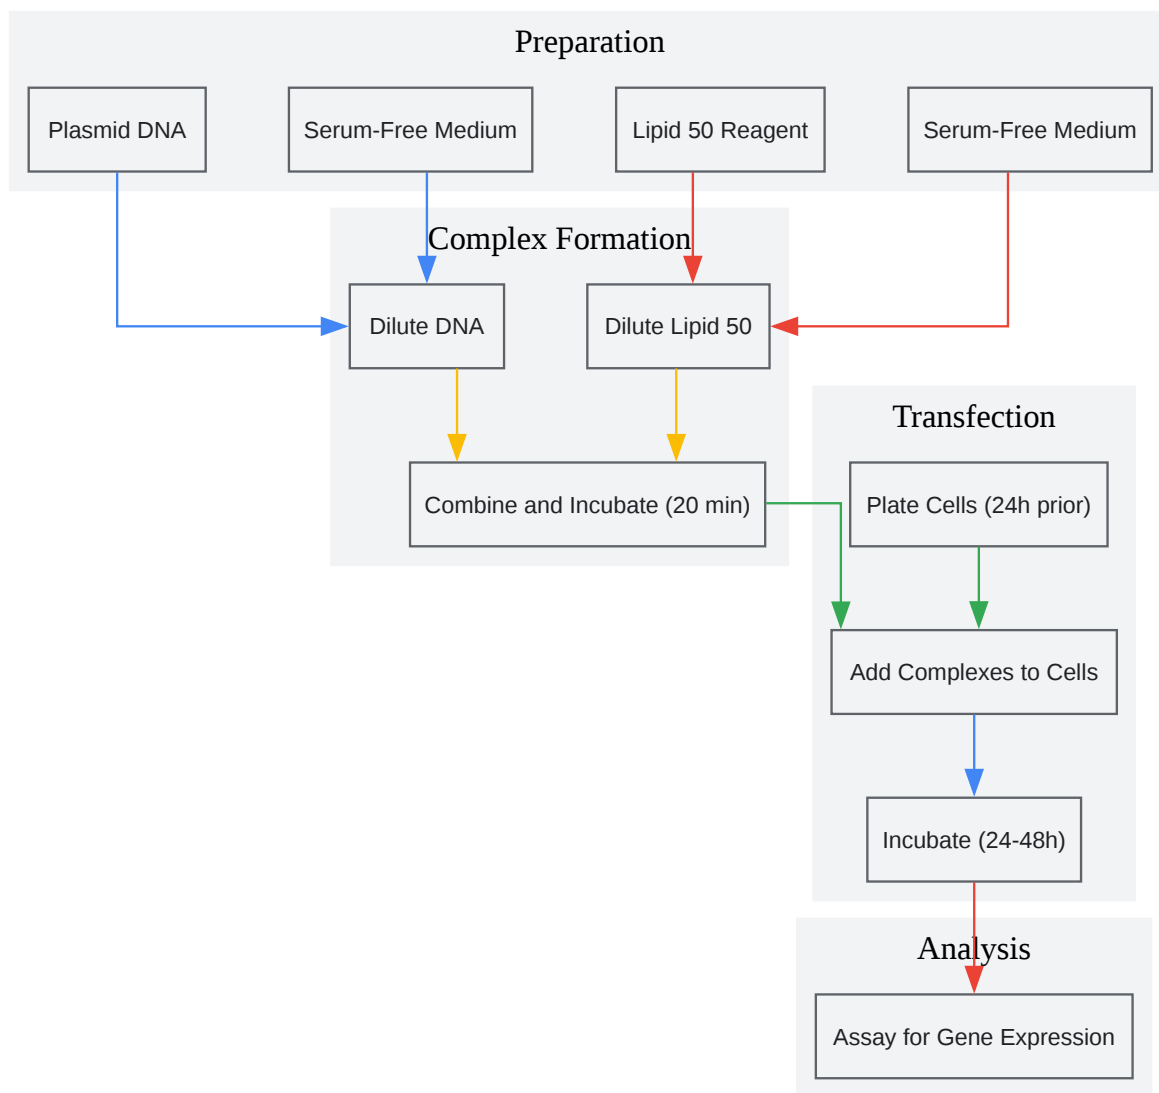 Preparation
Plasmid DNA
Serum-Free Medium
Lipid 50 Reagent
Serum-Free Medium
Complex Formation
Dilute DNA
Dilute Lipid 50
Combine and Incubate (20 min)
Transfection
Plate Cells (24h prior)
Add Complexes to Cells
Incubate (24-48h)
Analysis
Assay for Gene Expression